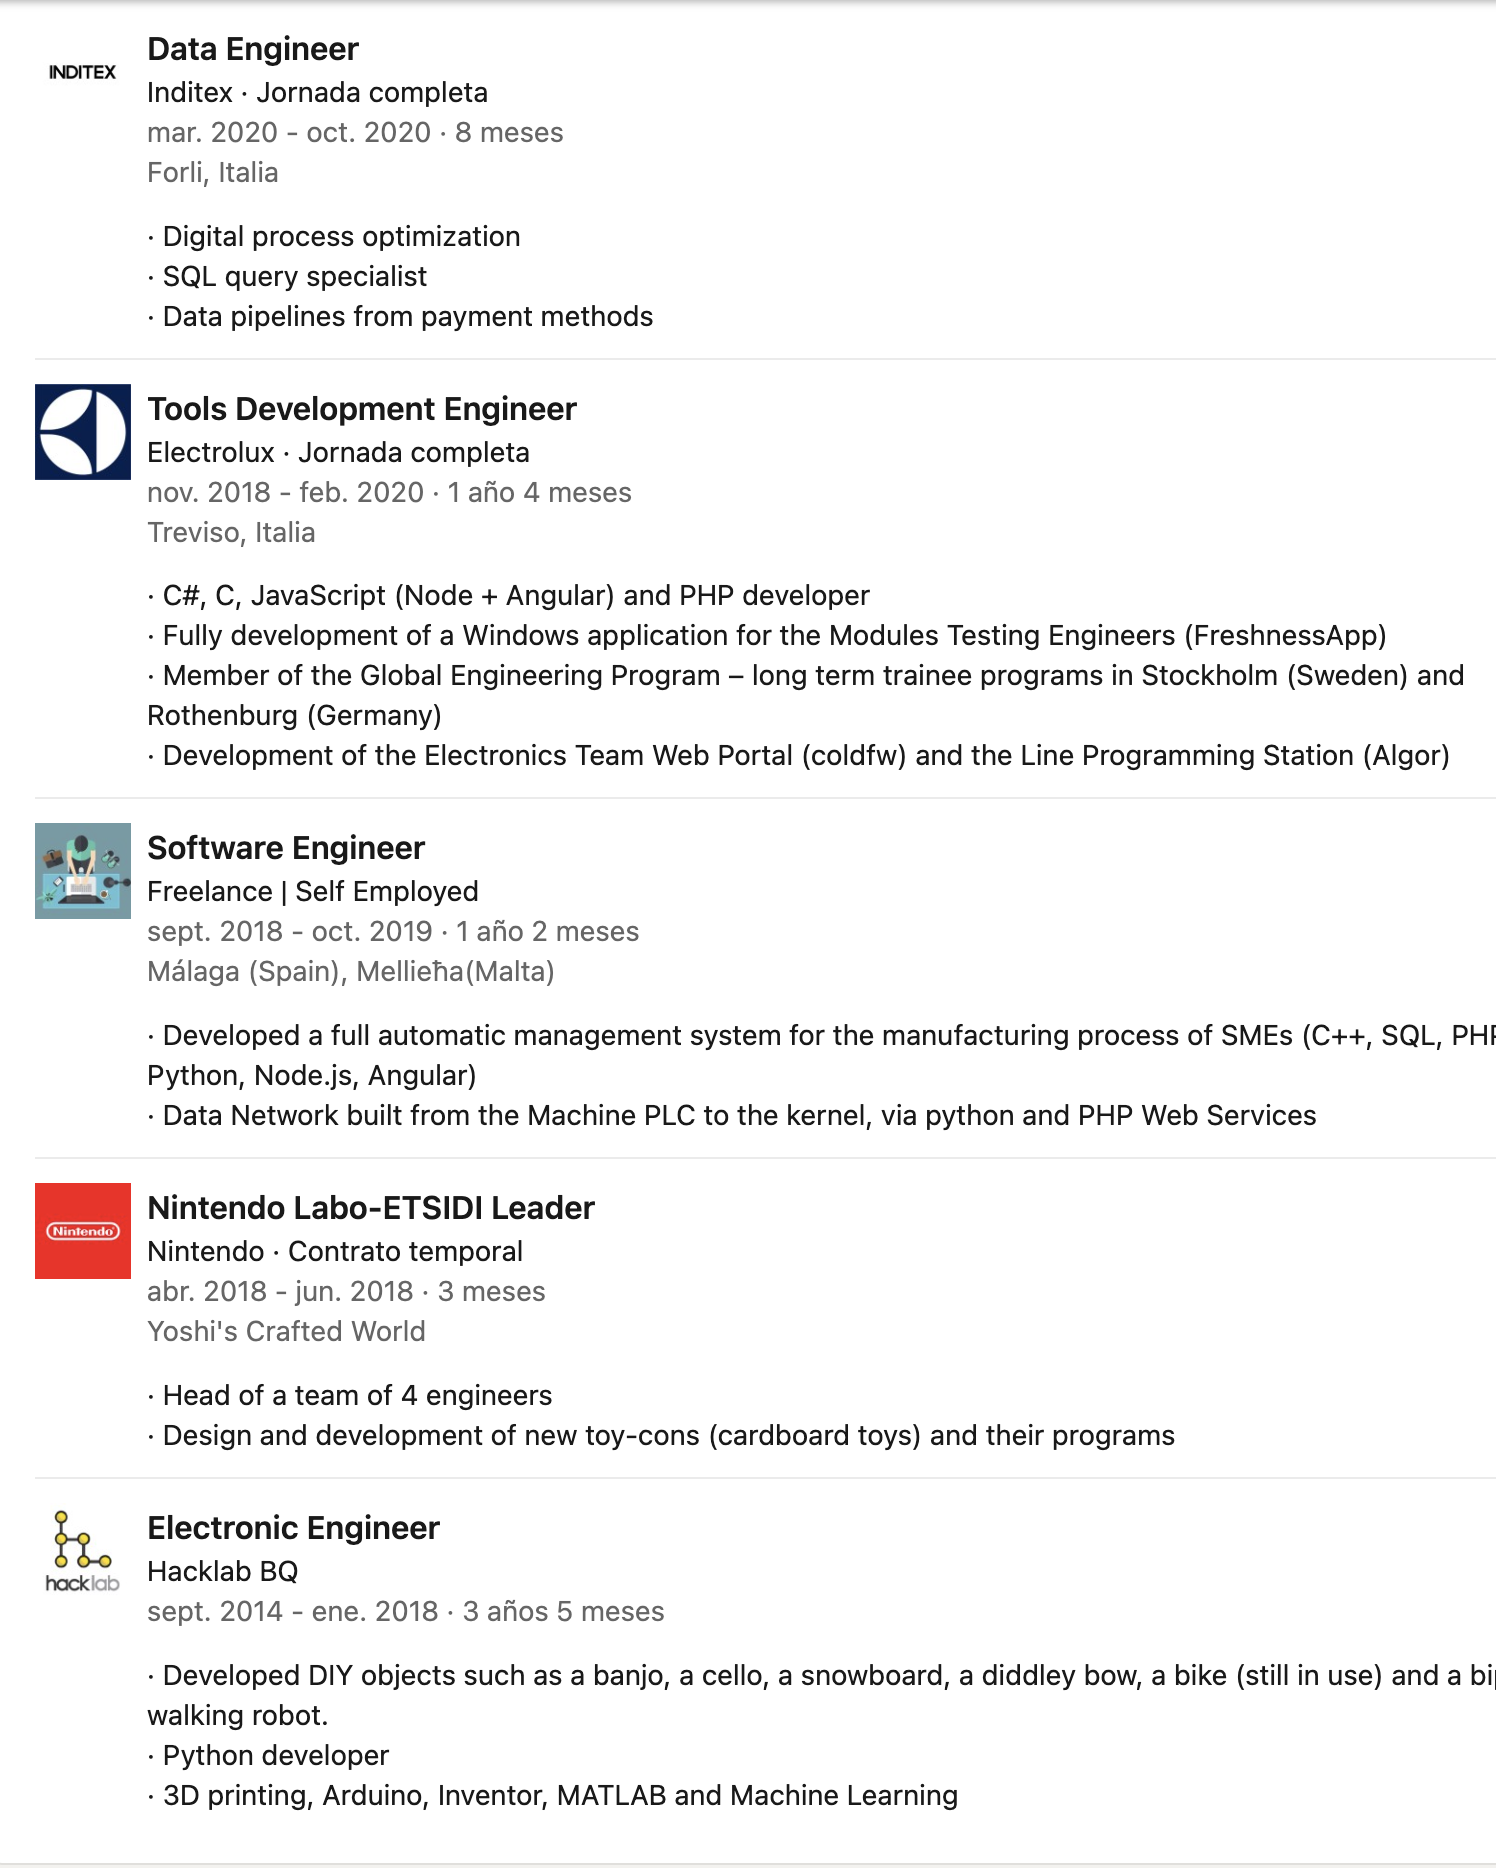 INDITEX
Data Engineer
Inditex · Jornada completa
mar. 2020 - oct. 2020 · 8 meses
Forli, Italia
· Digital process optimization
· SQL query specialist
· Data pipelines from payment methods
Tools Development Engineer
Electrolux · Jornada completa
nov. 2018 - feb. 2020 · 1 año 4 meses
Treviso, Italia
· C#, C, JavaScript (Node + Angular) and PHP developer
· Fully development of a Windows application for the Modules Testing Engineers (FreshnessApp)
· Member of the Global Engineering Program – long term trainee programs in Stockholm (Sweden) and
Rothenburg (Germany)
· Development of the Electronics Team Web Portal (coldfw) and the Line Programming Station (Algor)
Software Engineer
Freelance | Self Employed
sept. 2018 - oct. 2019 · 1 año 2 meses
Málaga (Spain), Mellieħa(Malta)
· Developed a full automatic management system for the manufacturing process of SMEs (C++, SQL, PHP
Python, Node.js, Angular)
· Data Network built from the Machine PLC to the kernel, via python and PHP Web Services
Nintendo
Nintendo Labo-ETSIDI Leader
Nintendo · Contrato temporal
abr. 2018 - jun. 2018 · 3 meses
Yoshi's Crafted World
· Head of a team of 4 engineers
· Design and development of new toy-cons (cardboard toys) and their programs
hacklab
Electronic Engineer
Hacklab BQ
sept. 2014 - ene. 2018 · 3 años 5 meses
· Developed DIY objects such as a banjo, a cello, a snowboard, a diddley bow, a bike (still in use) and a
walking robot.
· Python developer
· 3D printing, Arduino, Inventor, MATLAB and Machine Learning